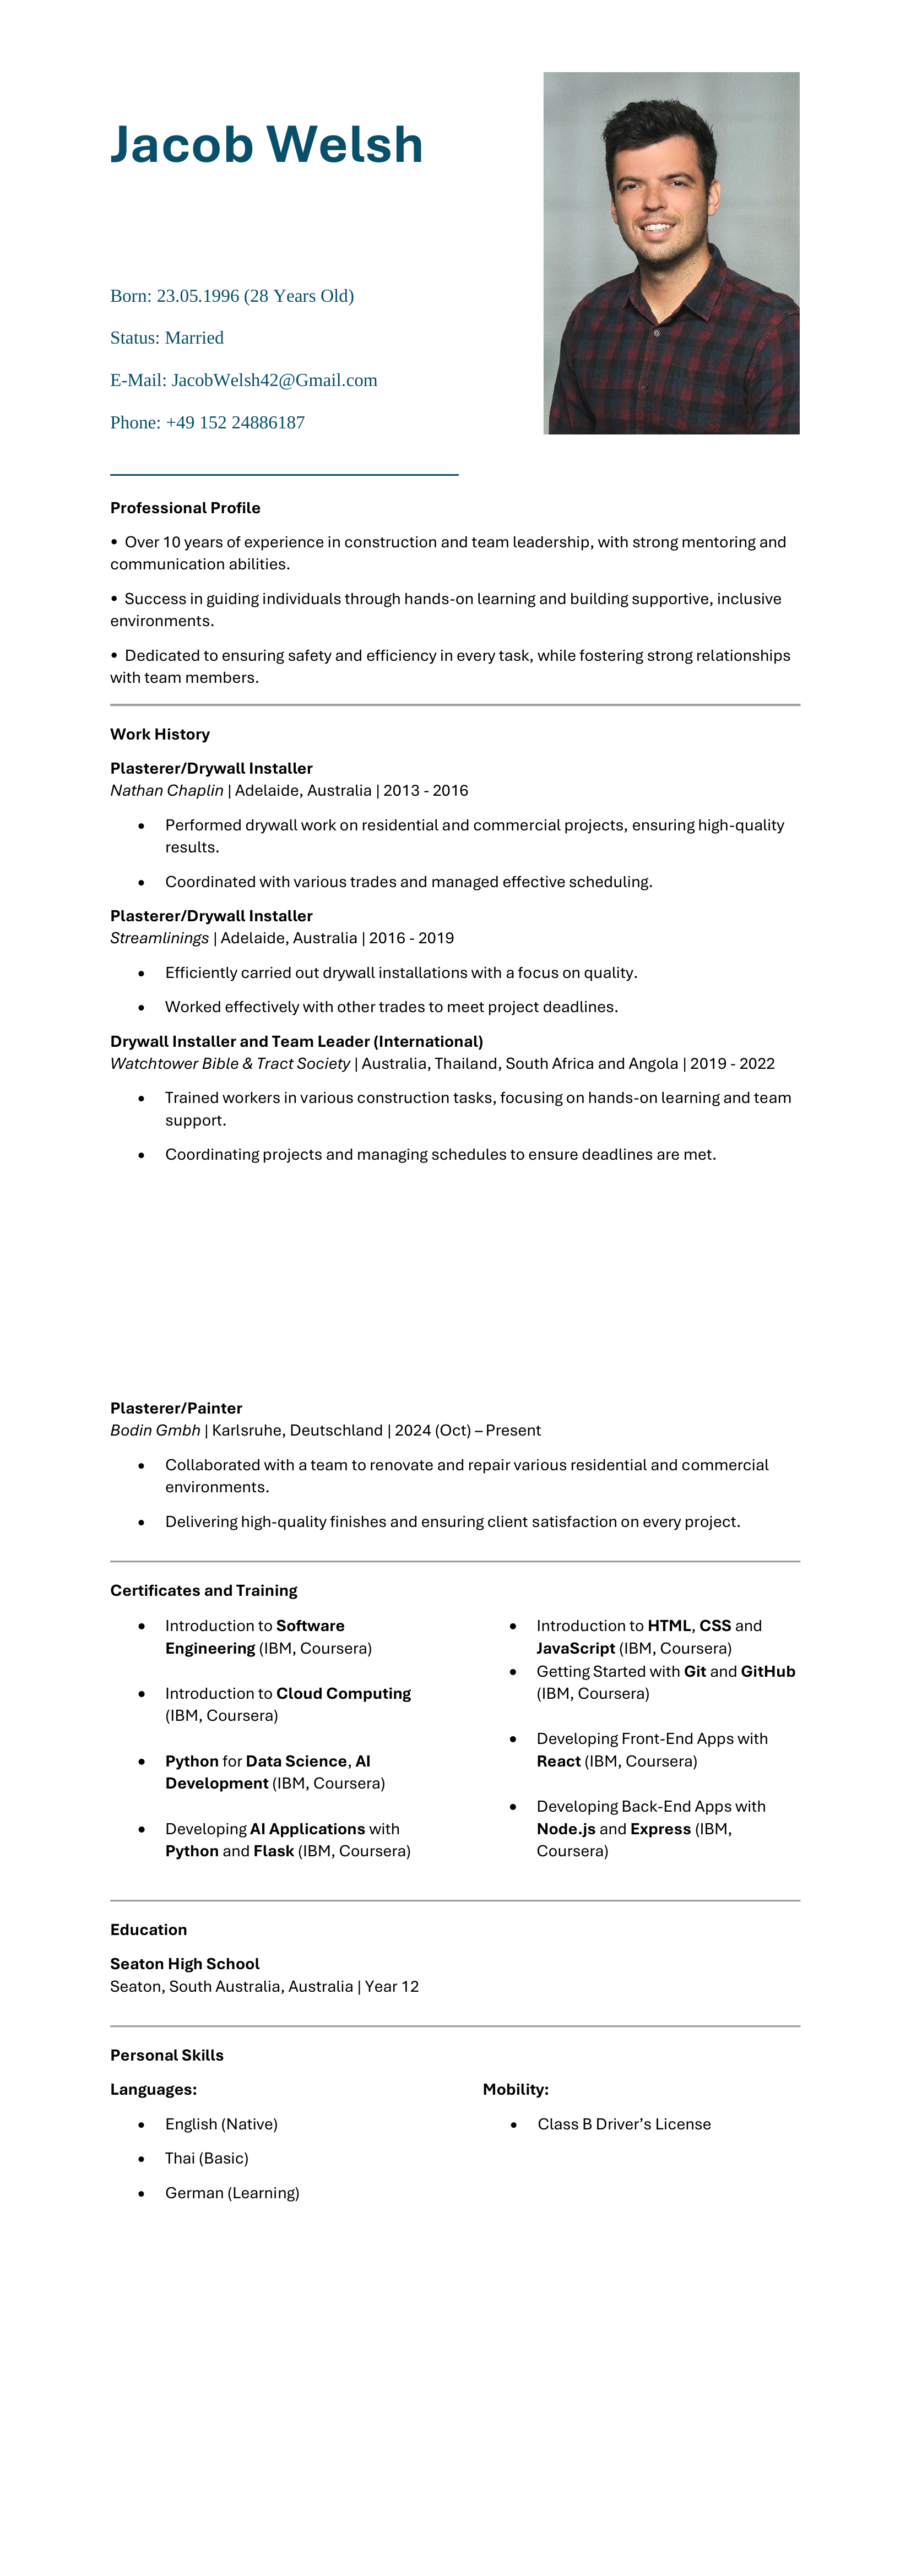 Jacob Welsh
Born: 23.05.1996 (28 Years Old)
Status: Married
E-Mail: JacobWelsh42@Gmail.com
Phone: +49 152 24886187
Professional Profile
• Over 10 years of experience in construction and team leadership, with strong mentoring and
communication abilities.
• Success in guiding individuals through hands-on learning and building supportive, inclusive
environments.
• Dedicated to ensuring safety and efficiency in every task, while fostering strong relationships
with team members.
Work History
Plasterer/Drywall Installer
Nathan Chaplin | Adelaide, Australia | 2013 - 2016
• Performed drywall work on residential and commercial projects, ensuring high-quality
results.
• Coordinated with various trades and managed effective scheduling.
Plasterer/Drywall Installer
Streamlinings | Adelaide, Australia | 2016 - 2019
• Efficiently carried out drywall installations with a focus on quality.
• Worked effectively with other trades to meet project deadlines.
Drywall Installer and Team Leader (International)
Watchtower Bible & Tract Society | Australia, Thailand, South Africa and Angola | 2019 - 2022
• Trained workers in various construction tasks, focusing on hands-on learning and team
support.
• Coordinating projects and managing schedules to ensure deadlines are met.
Plasterer/Painter
Bodin Gmbh | Karlsruhe, Deutschland | 2024 (Oct) – Present
• Collaborated with a team to renovate and repair various residential and commercial
environments.
• Delivering high-quality finishes and ensuring client satisfaction on every project.
Certificates and Training
• Introduction to Software
Engineering (IBM, Coursera)
• Introduction to Cloud Computing
(IBM, Coursera)
• Python for Data Science, AI
Development (IBM, Coursera)
• Developing AI Applications with
Python and Flask (IBM, Coursera)
• Introduction to HTML, CSS and
JavaScript (IBM, Coursera)
• Getting Started with Git and GitHub
(IBM, Coursera)
• Developing Front-End Apps with
React (IBM, Coursera)
• Developing Back-End Apps with
Node.js and Express (IBM,
Coursera)
Education
Seaton High School
Seaton, South Australia, Australia | Year 12
Personal Skills
Languages:
• English (Native)
• Thai (Basic)
• German (Learning)
Mobility:
• Class B Driver’s License